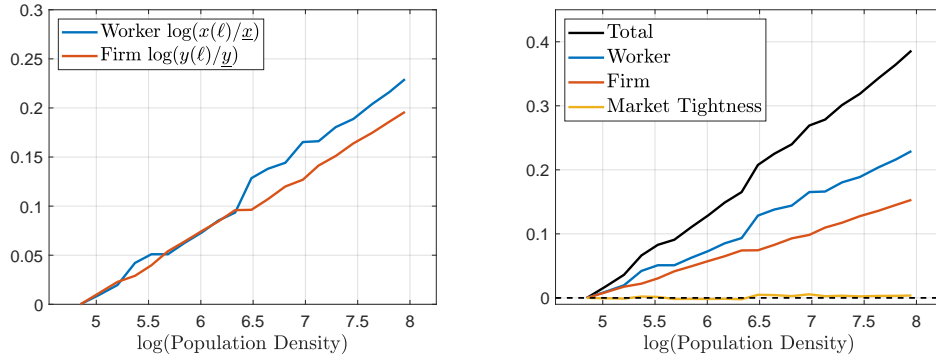 Worker log(x(ℓ)/x̲)
Firm log(y(ℓ)/y̲)
0.3
0.25
0.2
0.15
0.1
0.05
0
5 5.5 6 6.5 7 7.5 8
log(Population Density)
Total
Worker
Firm
Market Tightness
0.4
0.3
0.2
0.1
0
5 5.5 6 6.5 7 7.5 8
log(Population Density)